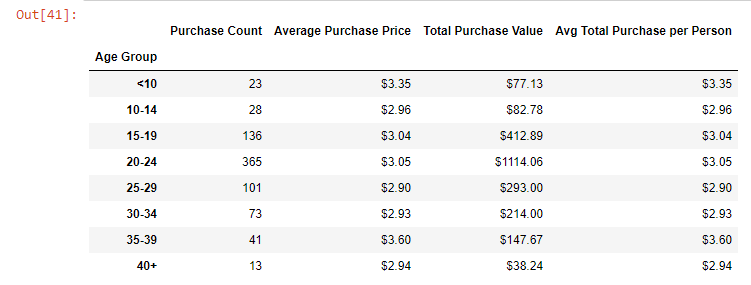 Out[41]:
Purchase Count Average Purchase Price Total Purchase Value Avg Total Purchase per Person
Age Group
<10 23 $3.35 $77.13 $3.35
10-14 28 $2.96 $82.78 $2.96
15-19 136 $3.04 $412.89 $3.04
20-24 365 $3.05 $1114.06 $3.05
25-29 101 $2.90 $293.00 $2.90
30-34 73 $2.93 $214.00 $2.93
35-39 41 $3.60 $147.67 $3.60
40+ 13 $2.94 $38.24 $2.94